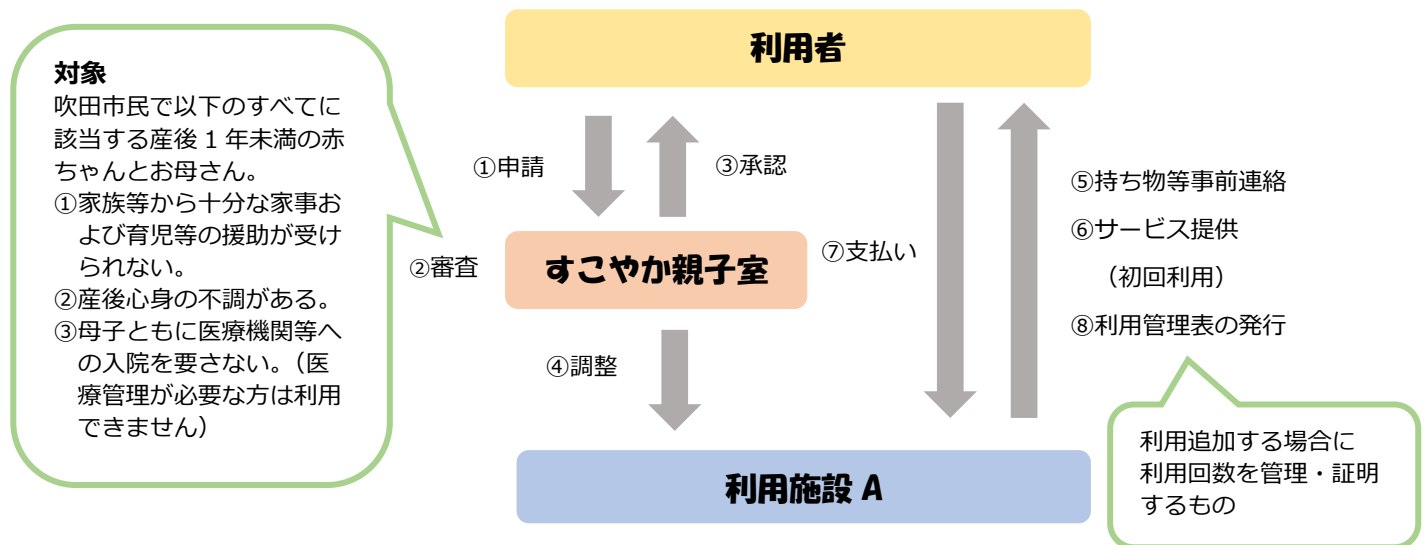 利用者
対象
吹田市民で以下のすべてに
該当する産後1年未満の赤
ちゃんとお母さん。
①家族等から十分な家事お
よび育児等の援助が受け
られない。
②産後心身の不調がある。
③母子ともに医療機関等へ
の入院を要さない。（医
療管理が必要な方は利用
できません）
①申請
③承認
②審査
すこやか親子室
④調整
⑦支払い
⑤持ち物等事前連絡
⑥サービス提供
（初回利用）
⑧利用管理表の発行
利用追加する場合に
利用回数を管理・証明
するもの
利用施設 A